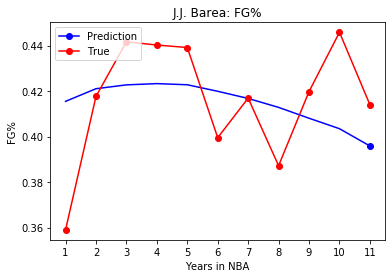 J.J. Barea: FG%
Prediction
True
0.44
0.42
0.40
0.38
0.36
FG%
1 2 3 4 5 6 7 8 9 10 11
Years in NBA